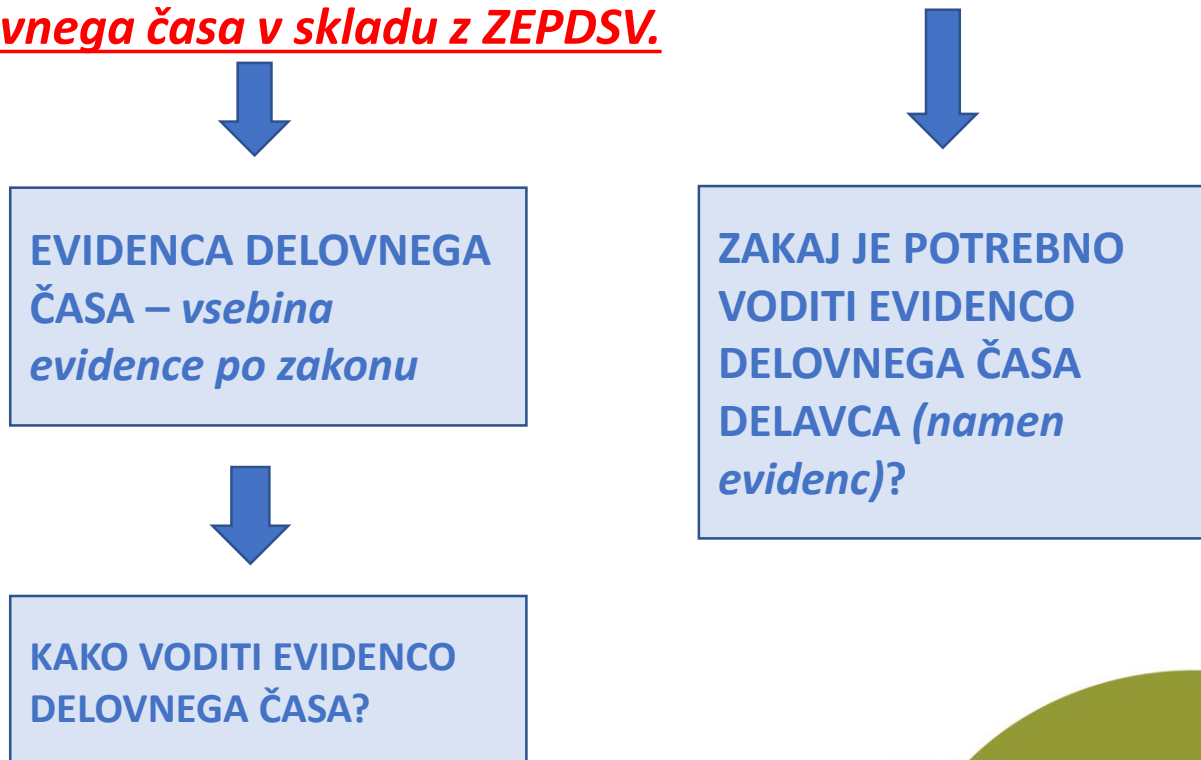 vnega časa v skladu z ZEPDSV.
EVIDENCA DELOVNEGA
ČASA – vsebina
evidence po zakonu
KAKO VODITI EVIDENCO
DELOVNEGA ČASA?
ZAKAJ JE POTREBNO
VODITI EVIDENCO
DELOVNEGA ČASA
DELAVCA (namen
evidenc)?